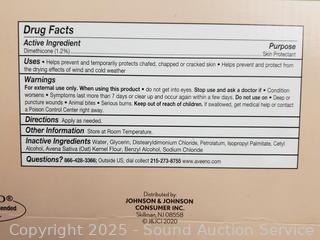 Drug Facts
Active Ingredient Purpose
Dimethicone (1.2%) Skin Protectant
Uses • Helps prevent and temporarily protects chafed, chapped or cracked skin • Helps prevent and protect from
the drying effects of wind and cold weather
Warnings
For external use only. When using this product • do not get into eyes. Stop use and ask a doctor if • Condition
worsens • Symptoms last more than 7 days or clear up and occur again within a few days. Do not use on • Deep or
puncture wounds • Animal bites • Serious burns. Keep out of reach of children. If swallowed, get medical help or contact
a Poison Control Center right away.
Directions Apply as needed.
Other Information Store at Room Temperature.
Inactive Ingredients Water, Glycerin, Distearyldimonium Chloride, Petrolatum, Isopropyl Palmitate, Cetyl
Alcohol, Avena Sativa (Oat) Kernel Flour, Benzyl Alcohol, Sodium Chloride
Questions? 866-428-3366; Outside US, dial collect 215-273-8755 www.aveeno.com
Distributed by:
JOHNSON & JOHNSON
CONSUMER INC.
Skillman, NJ 08558
© J&JCI 2020
Copyright 2025 - Sound Auction Service